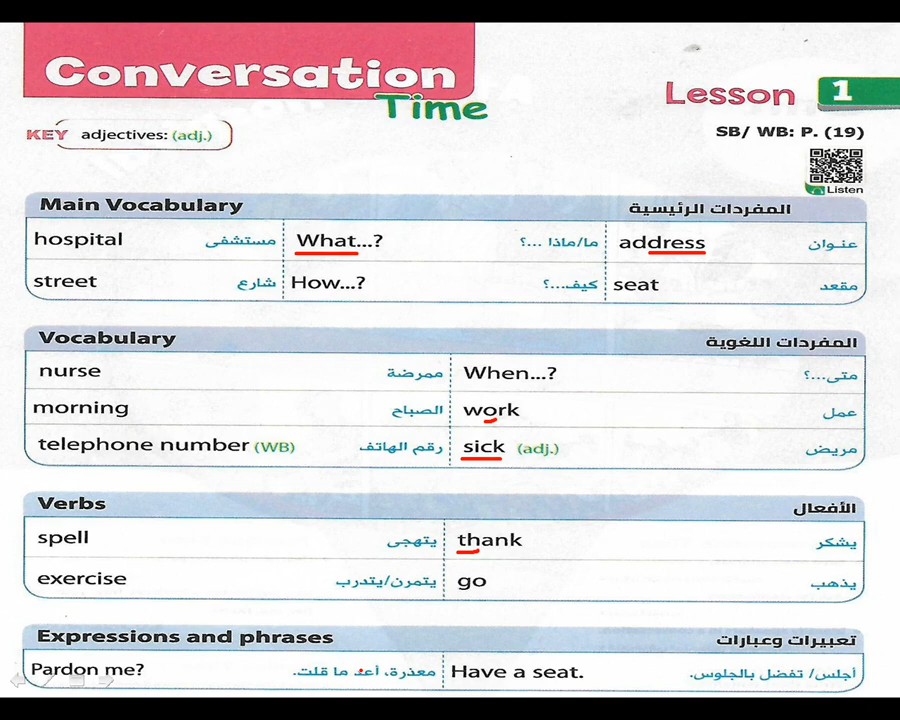 Conversation
Time
Lesson 1
KEY adjectives: (adj.)
SB/ WB: P. (19)
Listen
Main Vocabulary المفردات الرئيسية
hospital مستشفى What...? ما/ماذا ...؟ address عنوان
street شارع How...? كيف...؟ seat مقعد
Vocabulary المفردات اللغوية
nurse ممرضة When...? متى...؟
morning الصباح work عمل
telephone number (WB) رقم الهاتف sick (adj.) مريض
Verbs الأفعال
spell يتهجى thank يشكر
exercise يتمرن/يتدرب go يذهب
Expressions and phrases تعبيرات وعبارات
Pardon me? معذرة، أعد ما قلت. Have a seat. أجلس/ تفضل بالجلوس.